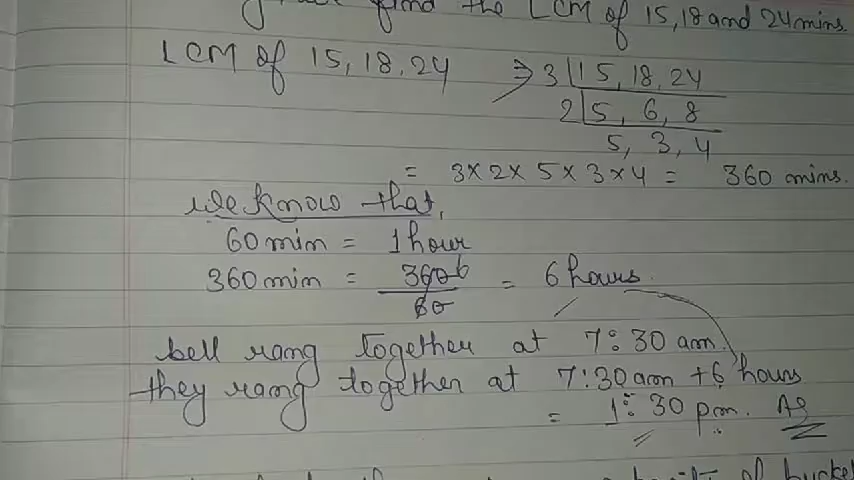 find the LCM of 15, 18 and 24 mins.
LCM of 15, 18, 24 ⇒ 3 | 15, 18, 24
2 | 5, 6, 8
5, 3, 4
= 3 × 2 × 5 × 3 × 4 = 360 mins.
We know that,
60 min = 1 hour
360 min = 360 6 / 60 = 6 hours.
bell rang together at 7:30 am.
they rang together at 7:30 am + 6 hours
= 1:30 pm. As
of bucket